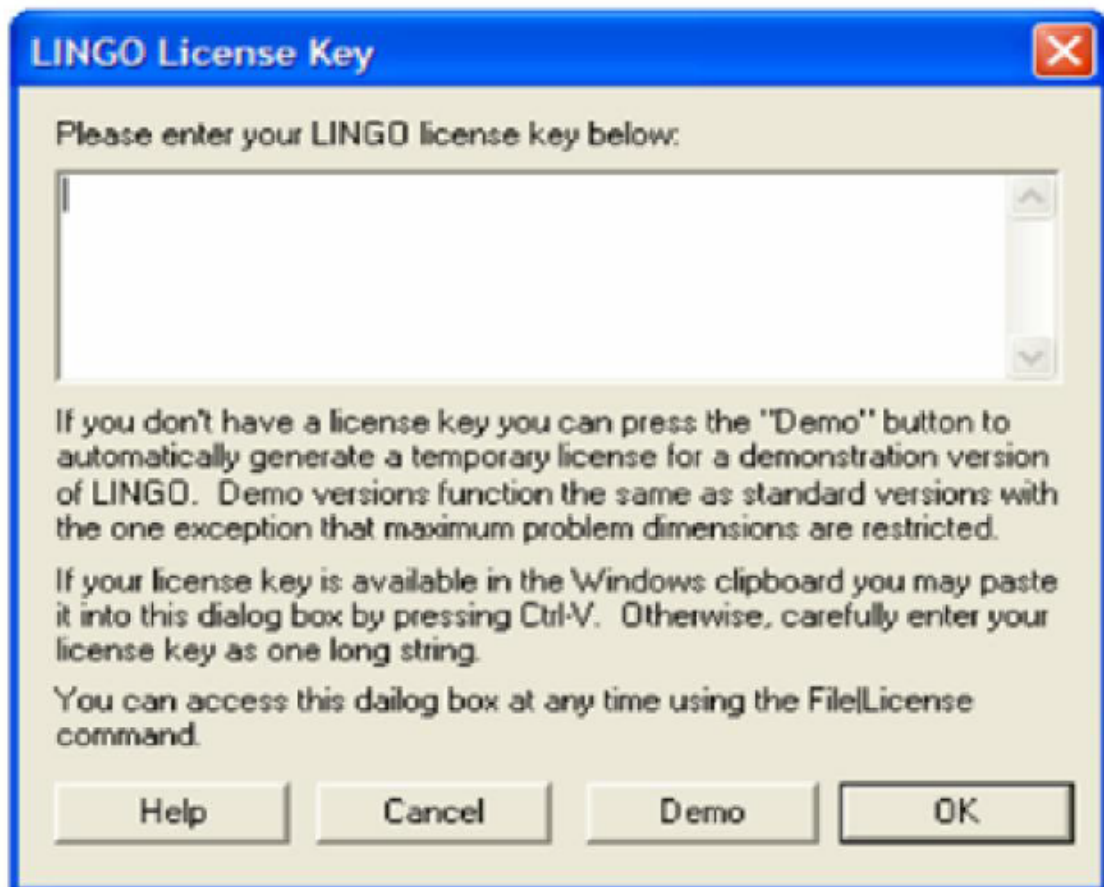 LINGO License Key
Please enter your LINGO license key below:
If you don't have a license key you can press the "Demo" button to
automatically generate a temporary license for a demonstration version
of LINGO.  Demo versions function the same as standard versions with
the one exception that maximum problem dimensions are restricted.
If your license key is available in the Windows clipboard you may paste
it into this dialog box by pressing Ctrl-V.  Otherwise, carefully enter your
license key as one long string.
You can access this dailog box at any time using the File|License
command.
Help Cancel Demo OK